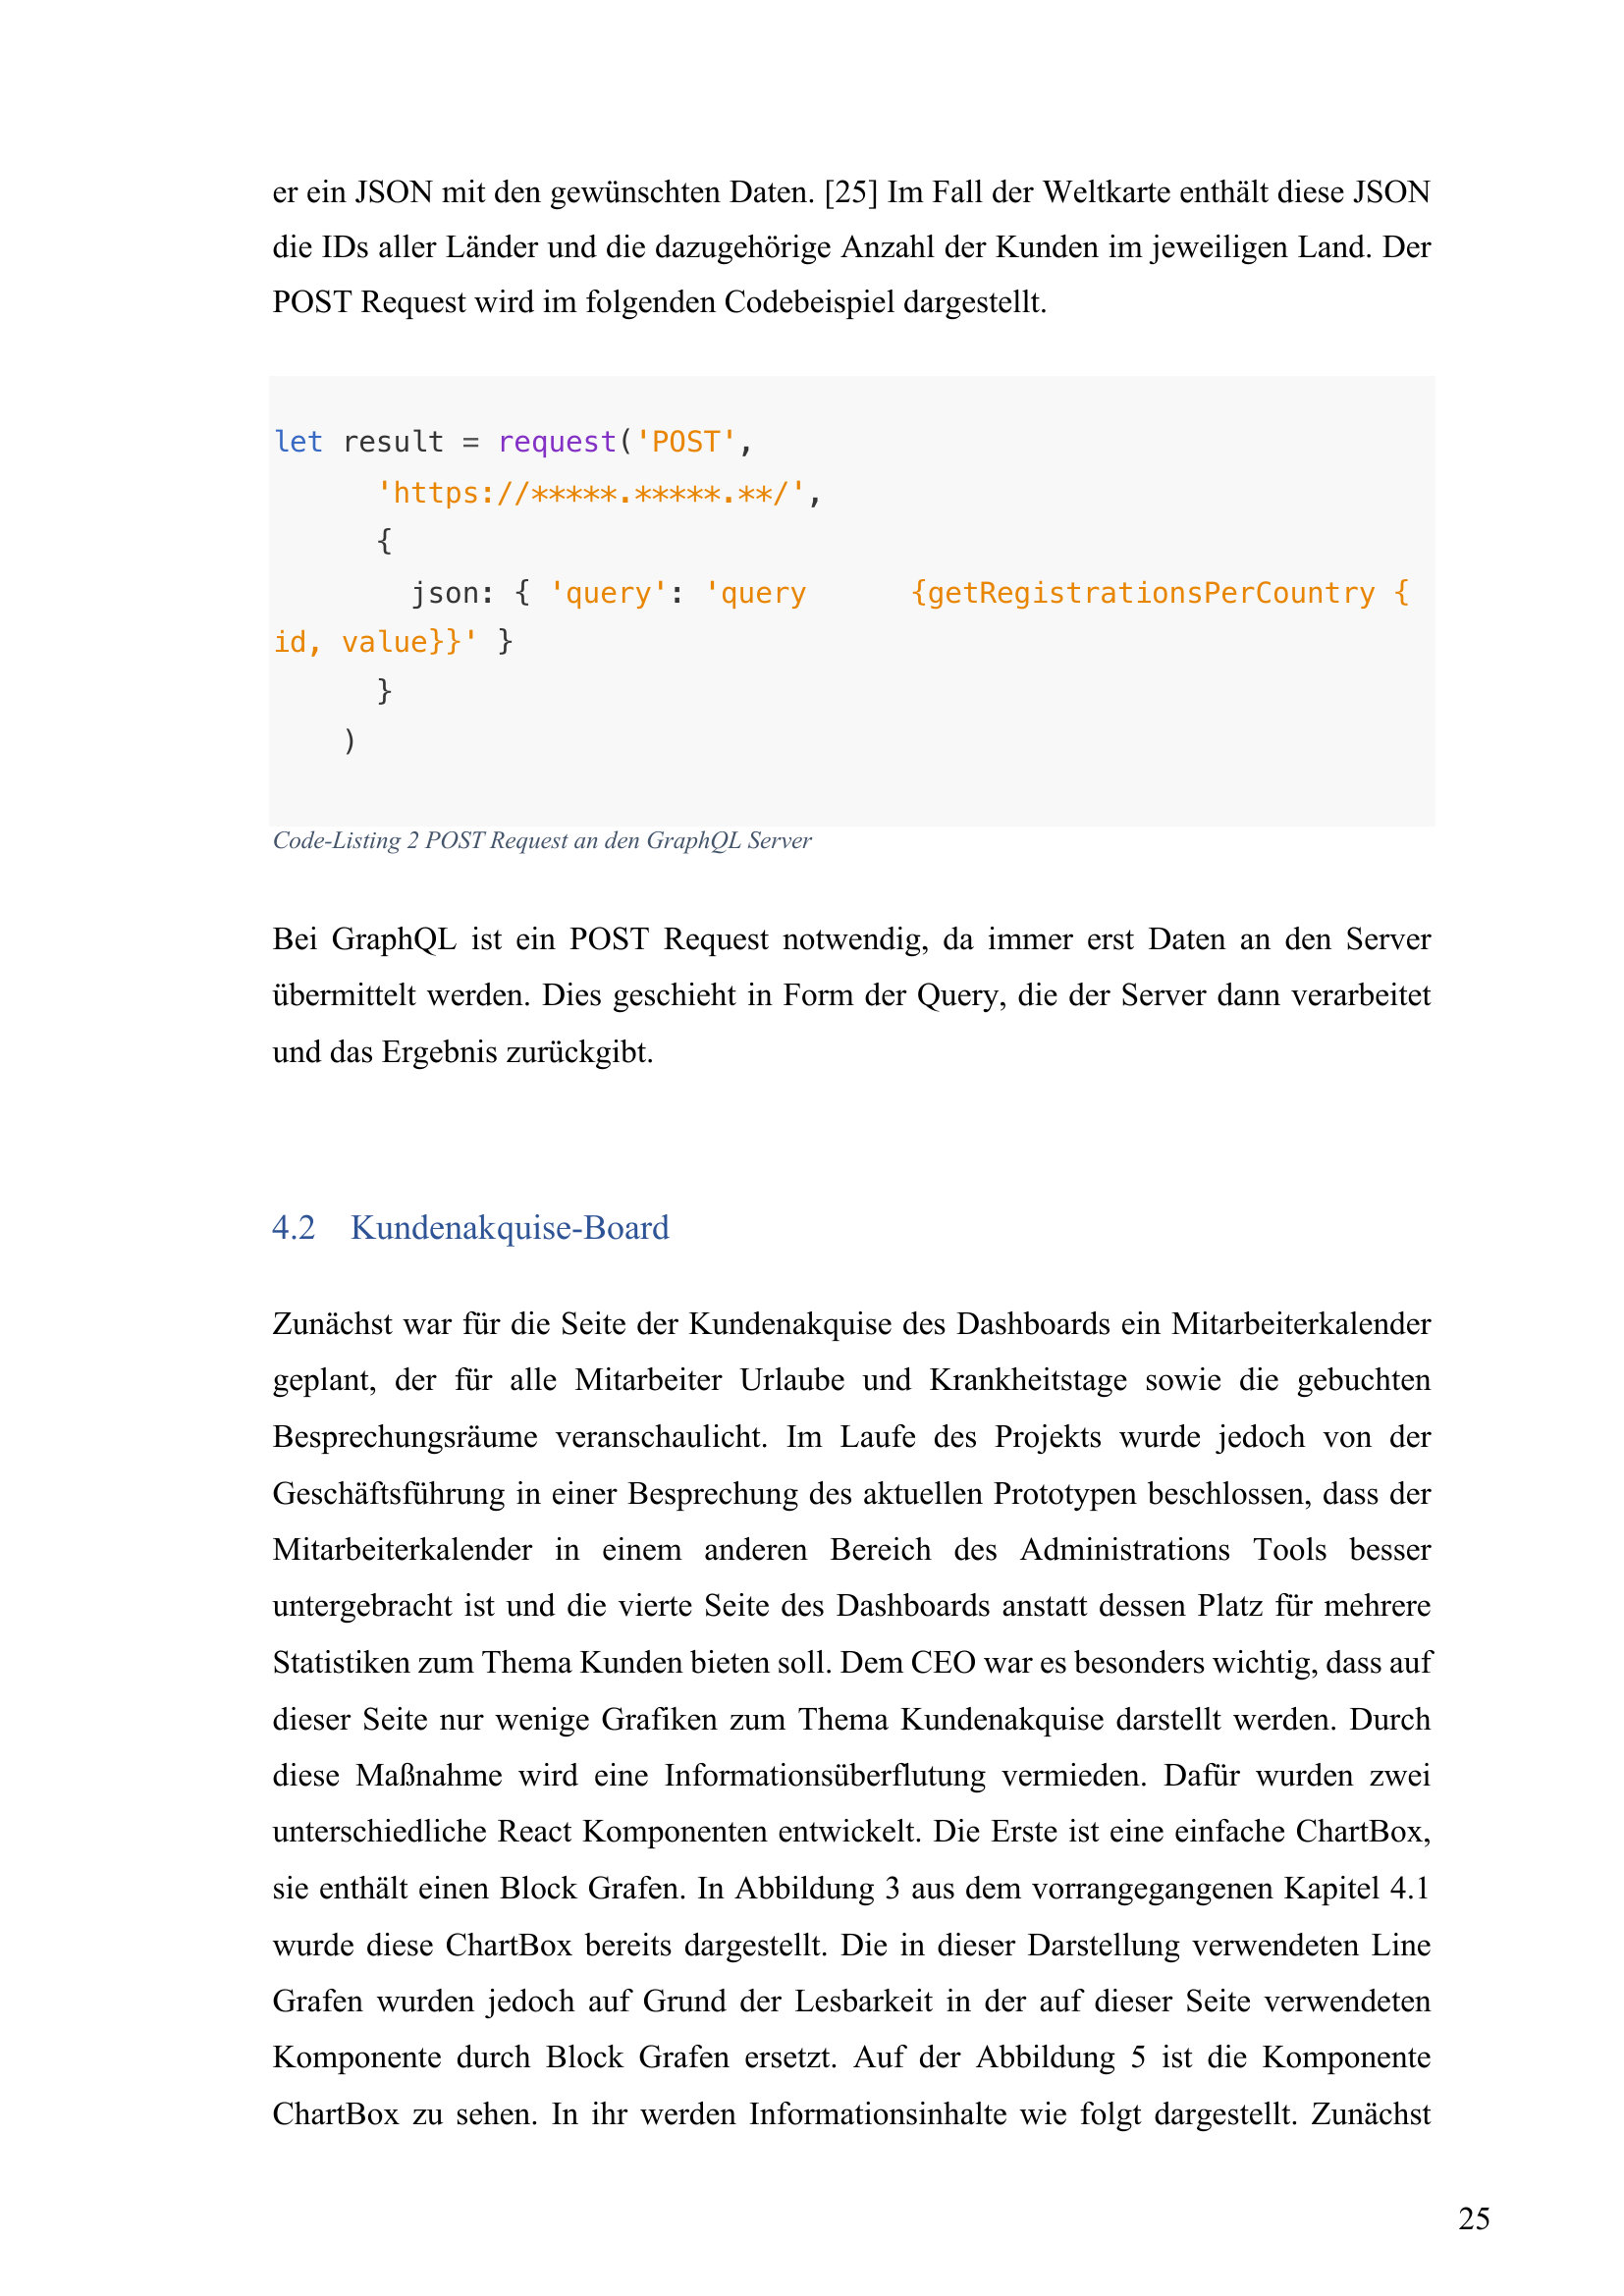 er ein JSON mit den gewünschten Daten. [25] Im Fall der Weltkarte enthält diese JSON
die IDs aller Länder und die dazugehörige Anzahl der Kunden im jeweiligen Land. Der
POST Request wird im folgenden Codebeispiel dargestellt.
let result = request('POST',
      'https://*****.*****.**/',
      {
        json: { 'query': 'query      {getRegistrationsPerCountry {
id, value}}' }
      }
    )
Code-Listing 2 POST Request an den GraphQL Server
Bei GraphQL ist ein POST Request notwendig, da immer erst Daten an den Server
übermittelt werden. Dies geschieht in Form der Query, die der Server dann verarbeitet
und das Ergebnis zurückgibt.
4.2 Kundenakquise-Board
Zunächst war für die Seite der Kundenakquise des Dashboards ein Mitarbeiterkalender
geplant, der für alle Mitarbeiter Urlaube und Krankheitstage sowie die gebuchten
Besprechungsräume veranschaulicht. Im Laufe des Projekts wurde jedoch von der
Geschäftsführung in einer Besprechung des aktuellen Prototypen beschlossen, dass der
Mitarbeiterkalender in einem anderen Bereich des Administrations Tools besser
untergebracht ist und die vierte Seite des Dashboards anstatt dessen Platz für mehrere
Statistiken zum Thema Kunden bieten soll. Dem CEO war es besonders wichtig, dass auf
dieser Seite nur wenige Grafiken zum Thema Kundenakquise darstellt werden. Durch
diese Maßnahme wird eine Informationsüberflutung vermieden. Dafür wurden zwei
unterschiedliche React Komponenten entwickelt. Die Erste ist eine einfache ChartBox,
sie enthält einen Block Grafen. In Abbildung 3 aus dem vorrangegangenen Kapitel 4.1
wurde diese ChartBox bereits dargestellt. Die in dieser Darstellung verwendeten Line
Grafen wurden jedoch auf Grund der Lesbarkeit in der auf dieser Seite verwendeten
Komponente durch Block Grafen ersetzt. Auf der Abbildung 5 ist die Komponente
ChartBox zu sehen. In ihr werden Informationsinhalte wie folgt dargestellt. Zunächst
25